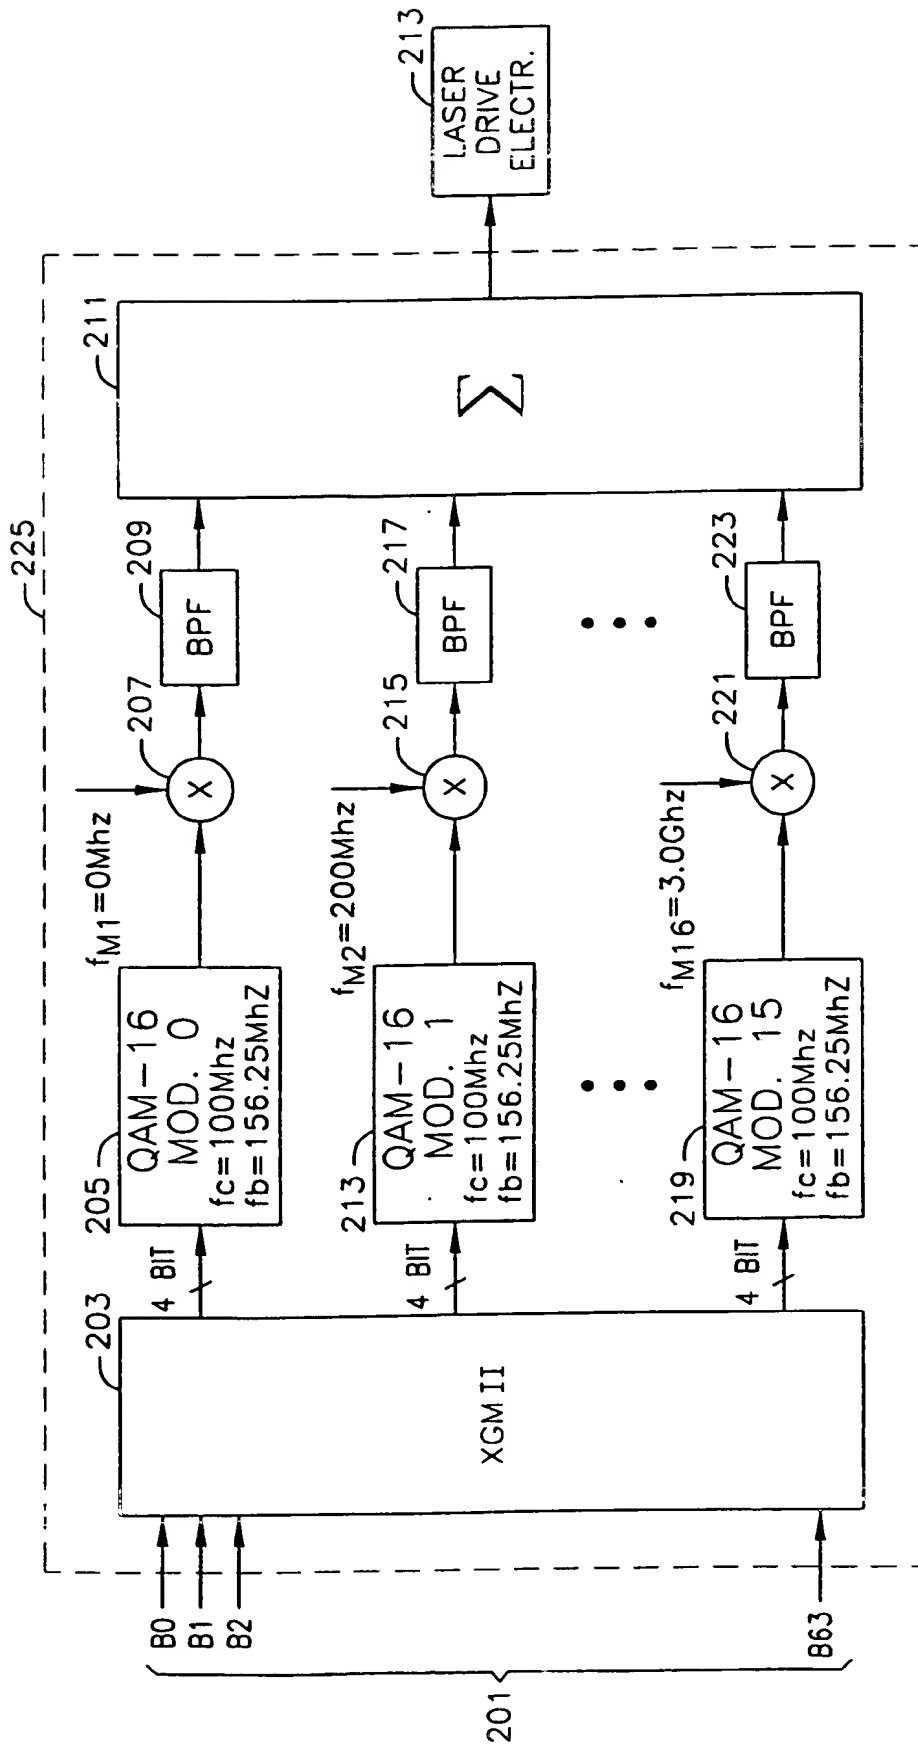 225
201
B0
B1
B2
B63
203
XGM II
4 BIT
205
QAM-16
MOD. 0
fc=100Mhz
fb=156.25MhZ
fM1=0Mhz
207
X
209
BPF
4 BIT
213
QAM-16
MOD. 1
fc=100Mhz
fb=156.25MhZ
fM2=200Mhz
215
X
217
BPF
4 BIT
219
QAM-16
MOD. 15
fc=100Mhz
fb=156.25MhZ
fM16=3.0Ghz
221
X
223
BPF
211
Σ
213
LASER
DRIVE
ELECTR.